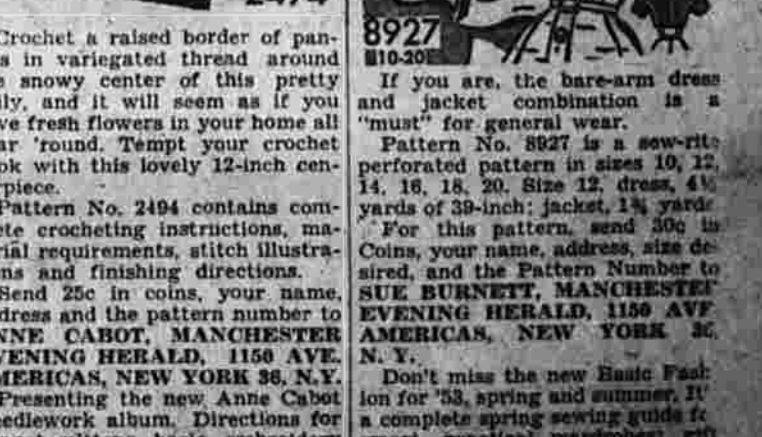 2494
Crochet a raised border of pan-
s in variegated thread around
snowy center of this pretty
ily, and it will seem as if you
ve fresh flowers in your home all
ar 'round. Tempt your crochet
ok with this lovely 12-inch cen-
rpiece.
Pattern No. 2494 contains com-
ete crocheting instructions, ma-
rial requirements, stitch illustra-
ns and finishing directions.
Send 25c in coins, your name,
dress and the pattern number to
NNE CABOT, MANCHESTER
VENING HERALD, 1150 AVE.
MERICAS, NEW YORK 36, N.Y.
Presenting the new Anne Cabot
edlework album. Directions for
8927
10-20
If you are, the bare-arm dress
and jacket combination is a
"must" for general wear.
Pattern No. 8927 is a sew-rite
perforated pattern in sizes 10, 12,
14, 16, 18, 20. Size 12, dress,
yards of 39-inch; jacket, 1¾ yards
For this pattern, send 30c in
Coins, your name, address, size de-
sired, and the Pattern Number to
SUE BURNETT, MANCHESTER
EVENING HERALD, 1150 AVE
AMERICAS, NEW YORK 36,
N. Y.
Don't miss the new Basic Fash
ion for '53, spring and summer. It'
a complete spring sewing guide fo